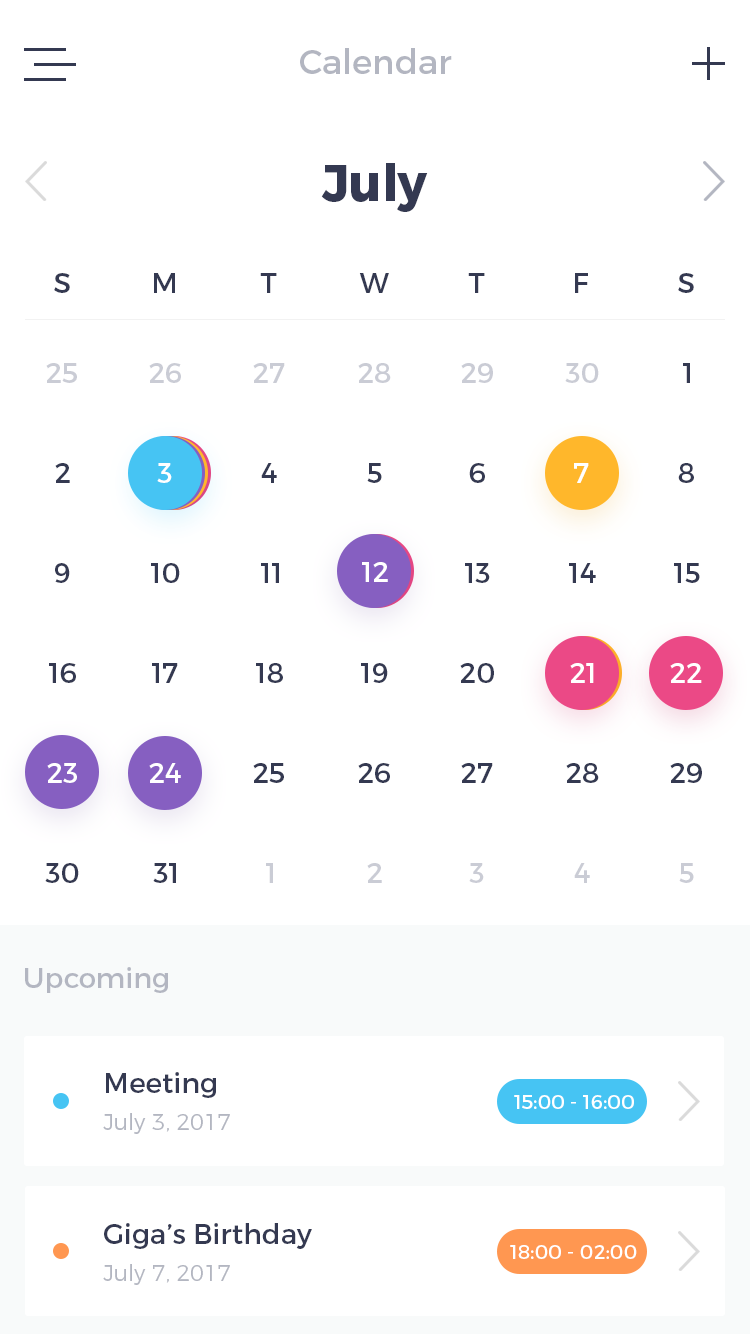 Calendar
July
S M T W T F S
25 26 27 28 29 30 1
2 3 4 5 6 7 8
9 10 11 12 13 14 15
16 17 18 19 20 21 22
23 24 25 26 27 28 29
30 31 1 2 3 4 5
Upcoming
Meeting
15:00 - 16:00
July 3, 2017
Giga’s Birthday
18:00 - 02:00
July 7, 2017